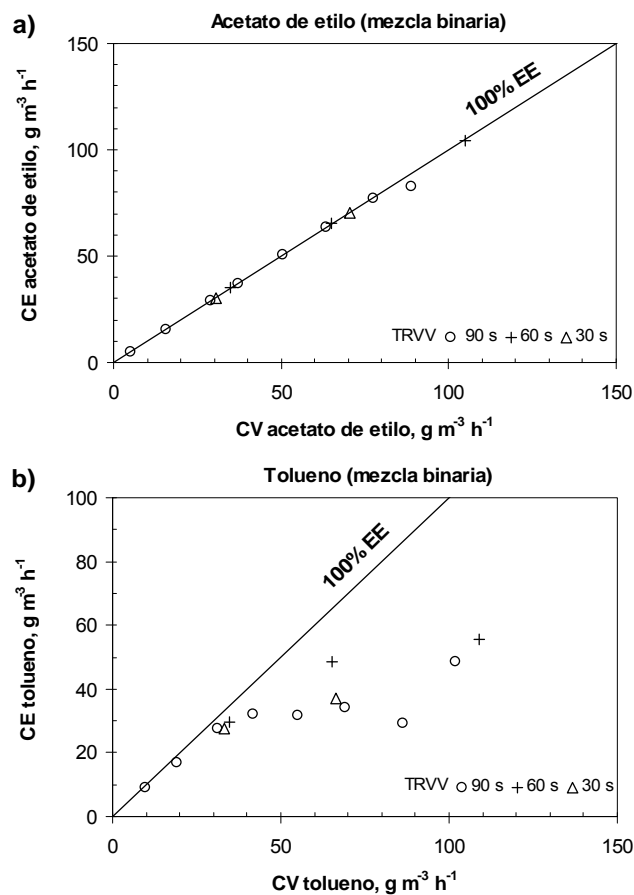 a)
Acetato de etilo (mezcla binaria)
150
100
50
0
CE acetato de etilo, g m⁻³ h⁻¹
100% EE
TRVV ○ 90 s + 60 s △ 30 s
0 50 100 150
CV acetato de etilo, g m⁻³ h⁻¹
b)
Tolueno (mezcla binaria)
100
80
60
40
20
0
CE tolueno, g m⁻³ h⁻¹
100% EE
TRVV ○ 90 s + 60 s △ 30 s
0 50 100 150
CV tolueno, g m⁻³ h⁻¹